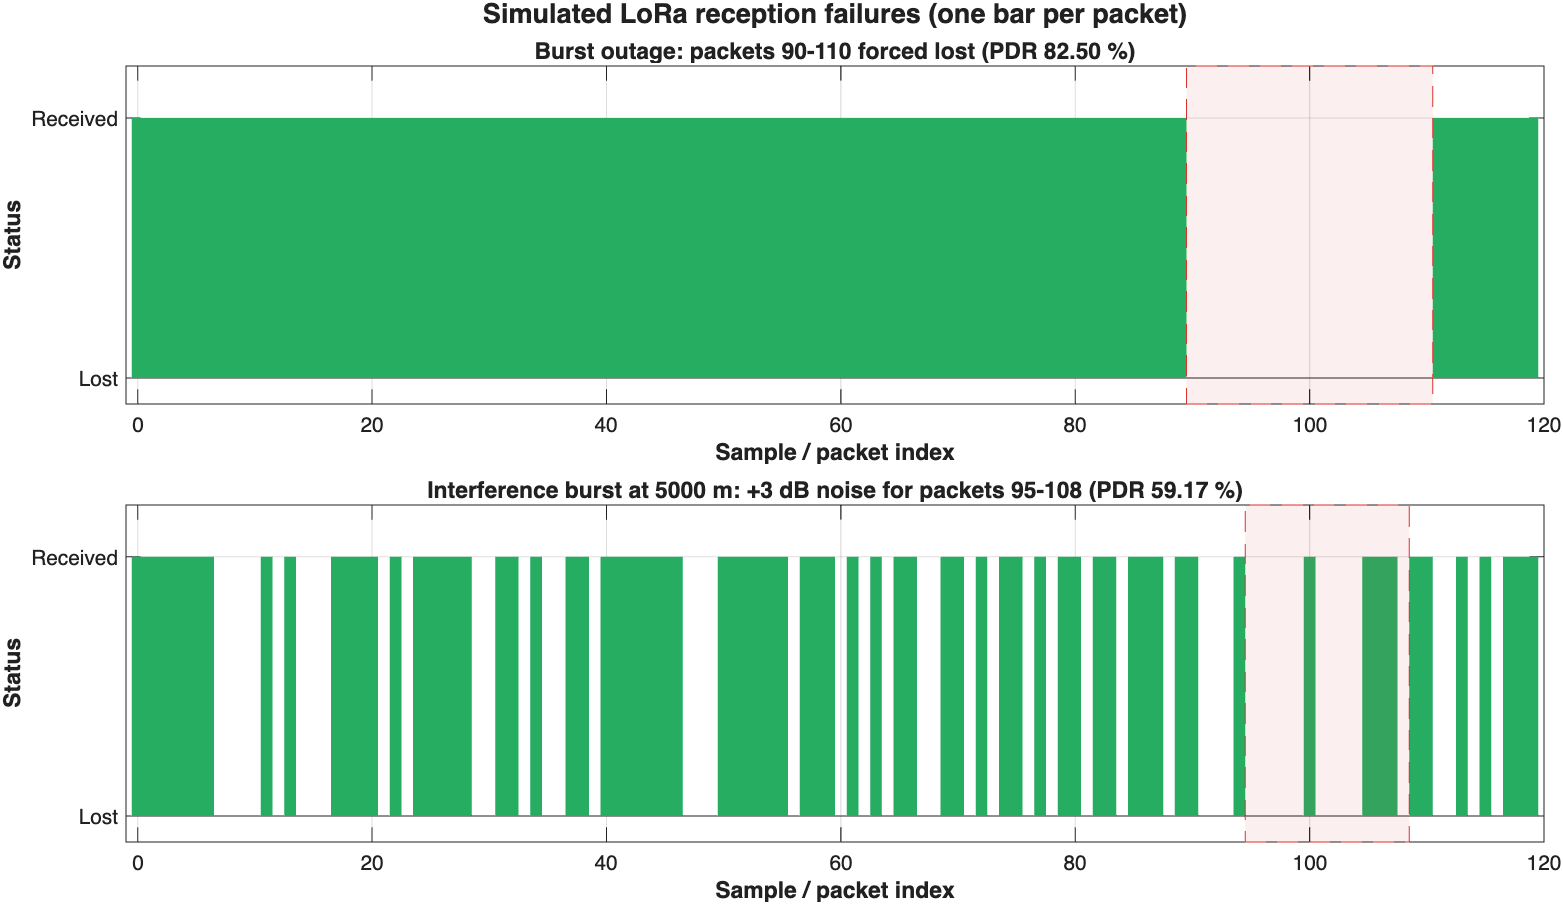 Simulated LoRa reception failures (one bar per packet)
Burst outage: packets 90-110 forced lost (PDR 82.50 %)
Received
Status
Lost
0 20 40 60 80 100 120
Sample / packet index
Interference burst at 5000 m: +3 dB noise for packets 95-108 (PDR 59.17 %)
Received
Status
Lost
0 20 40 60 80 100 120
Sample / packet index